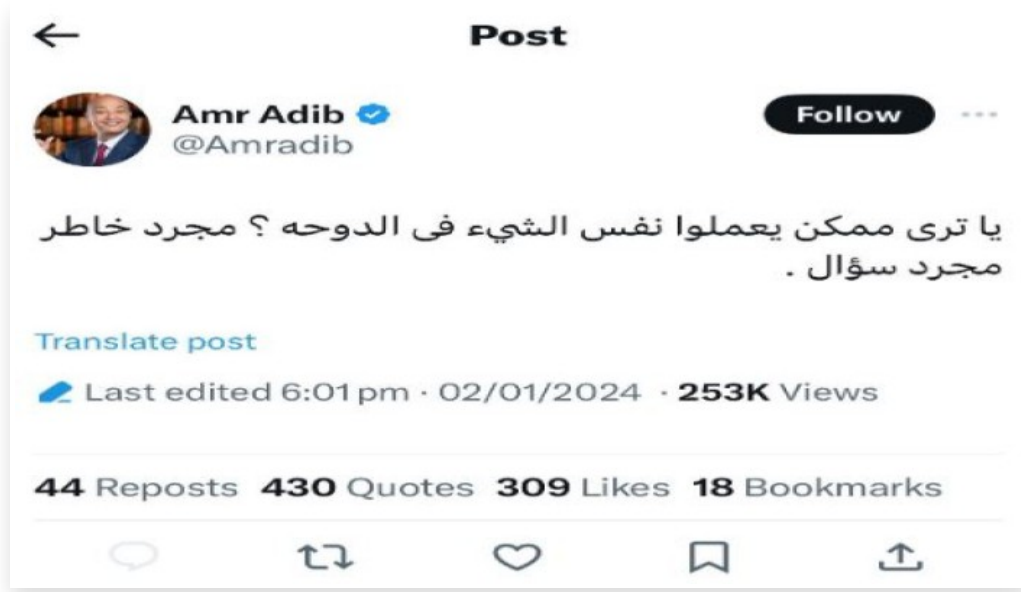 Post
Amr Adib
@Amradib
Follow
يا ترى ممكن يعملوا نفس الشيء فى الدوحه ؟ مجرد خاطر
مجرد سؤال .
Translate post
Last edited 6:01 pm · 02/01/2024 · 253K Views
44 Reposts 430 Quotes 309 Likes 18 Bookmarks